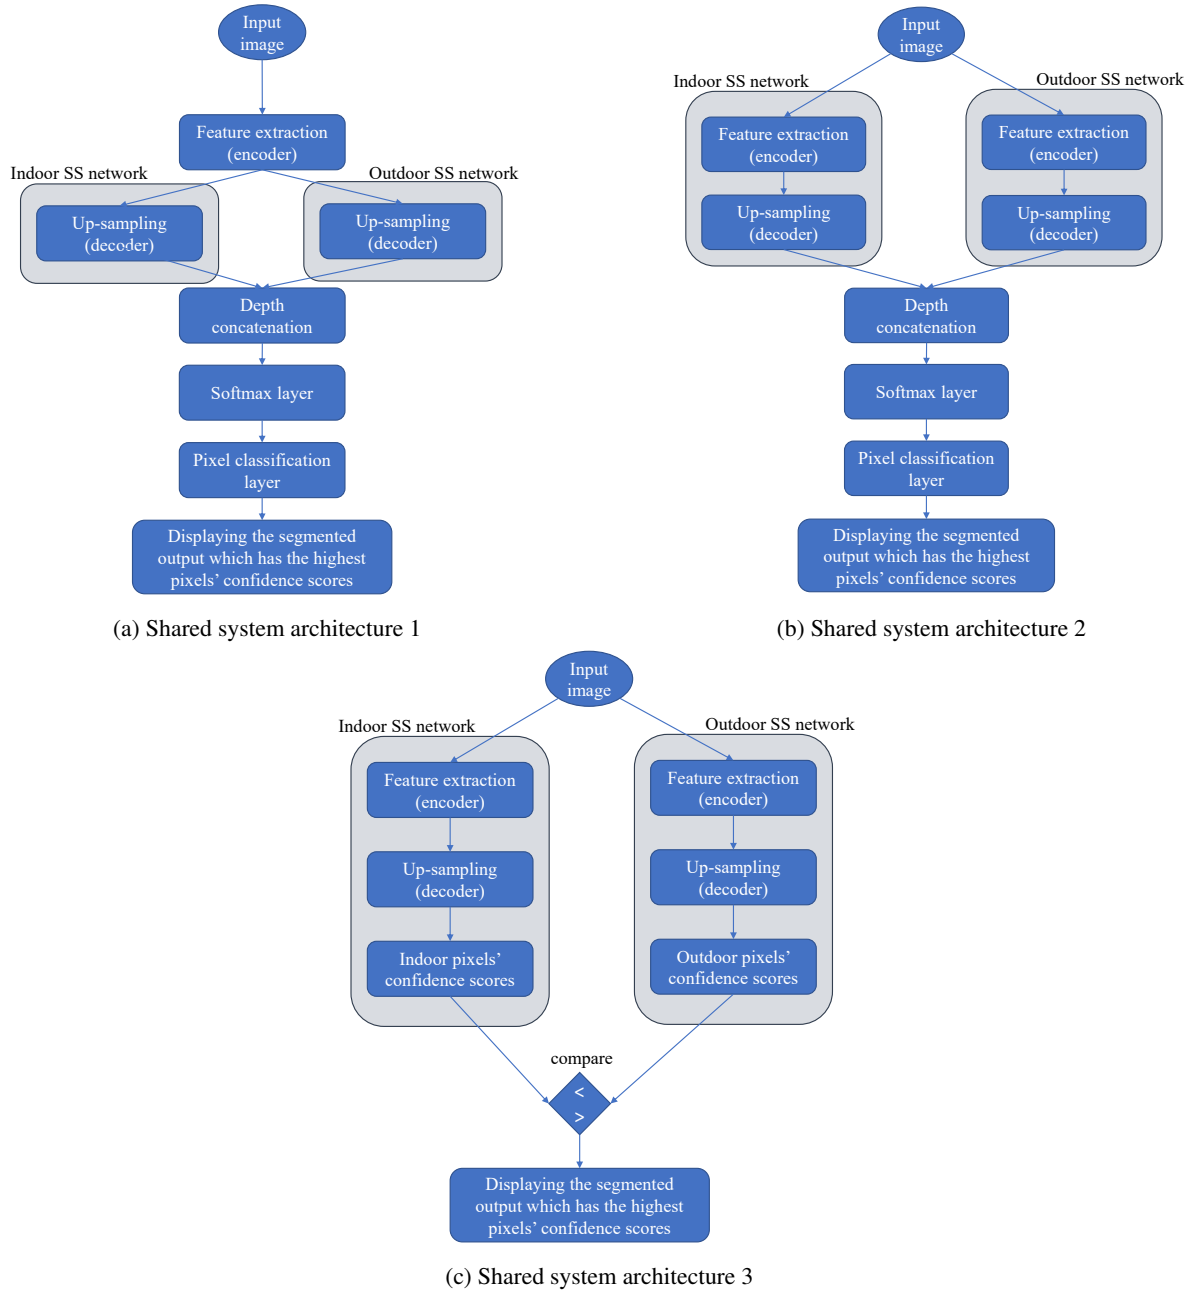 Input
image
Feature extraction
(encoder)
Indoor SS network
Outdoor SS network
Up-sampling
(decoder)
Up-sampling
(decoder)
Depth
concatenation
Softmax layer
Pixel classification
layer
Displaying the segmented
output which has the highest
pixels’ confidence scores
(a) Shared system architecture 1
Input
image
Indoor SS network
Outdoor SS network
Feature extraction
(encoder)
Up-sampling
(decoder)
Feature extraction
(encoder)
Up-sampling
(decoder)
Depth
concatenation
Softmax layer
Pixel classification
layer
Displaying the segmented
output which has the highest
pixels’ confidence scores
(b) Shared system architecture 2
Input
image
Indoor SS network
Outdoor SS network
Feature extraction
(encoder)
Up-sampling
(decoder)
Indoor pixels’
confidence scores
Feature extraction
(encoder)
Up-sampling
(decoder)
Outdoor pixels’
confidence scores
compare
<
>
Displaying the segmented
output which has the highest
pixels’ confidence scores
(c) Shared system architecture 3